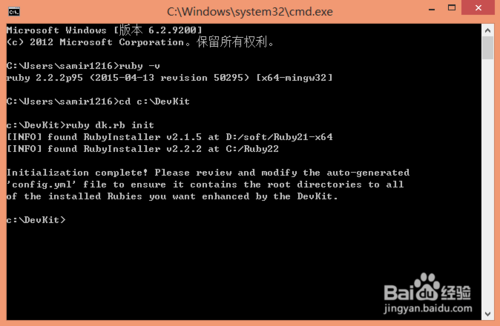 C:\Windows\system32\cmd.exe
Microsoft Windows [版本 6.2.9200]
(c) 2012 Microsoft Corporation。保留所有权利。
C:\Users\samir1216>ruby -v
ruby 2.2.2p95 (2015-04-13 revision 50295) [x64-mingw32]
C:\Users\samir1216>cd c:\DevKit
c:\DevKit>ruby dk.rb init
[INFO] found RubyInstaller v2.1.5 at D:/soft/Ruby21-x64
[INFO] found RubyInstaller v2.2.2 at C:/Ruby22
Initialization complete! Please review and modify the auto-generated
'config.yml' file to ensure it contains the root directories to all
of the installed Rubies you want enhanced by the DevKit.
c:\DevKit>
Baidu 经验
jingyan.baidu.com